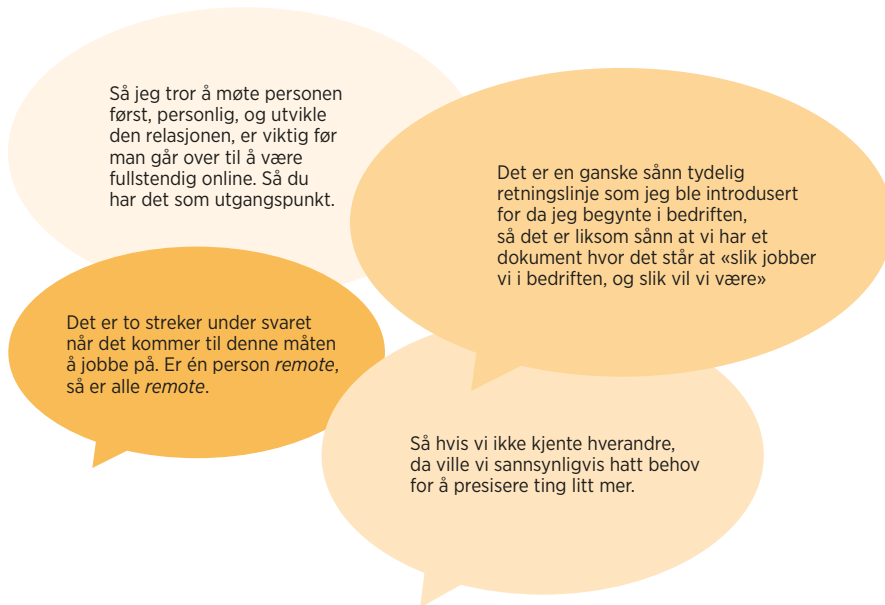 Så jeg tror å møte personen
først, personlig, og utvikle
den relasjonen, er viktig før
man går over til å være
fullstendig online. Så du
har det som utgangspunkt.
Det er en ganske sånn tydelig
retningslinje som jeg ble introdusert
for da jeg begynte i bedriften,
så det er liksom sånn at vi har et
dokument hvor det står at «slik jobber
vi i bedriften, og slik vil vi være»
Det er to streker under svaret
når det kommer til denne måten
å jobbe på. Er én person remote,
så er alle remote.
Så hvis vi ikke kjente hverandre,
da ville vi sannsynligvis hatt behov
for å presisere ting litt mer.